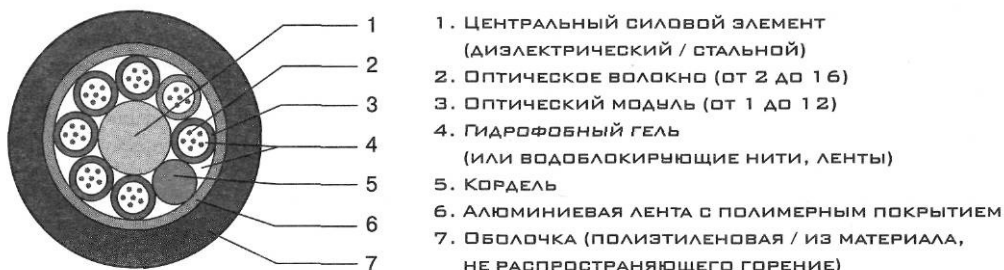 1
2
3
4
5
6
7
1. Центральный силовой элемент
(диэлектрический / стальной)
2. Оптическое волокно (от 2 до 16)
3. Оптический модуль (от 1 до 12)
4. Гидрофобный гель
(или водоблокирующие нити, ленты)
5. Кордель
6. Алюминиевая лента с полимерным покрытием
7. Оболочка (полиэтиленовая / из материала,
не распространяющего горение)